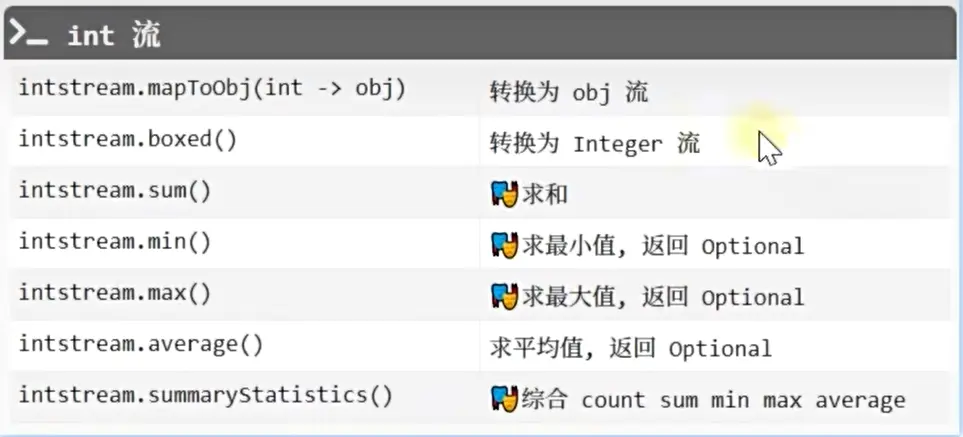 >_ int 流
intstream.mapToObj(int -> obj) 转换为 obj 流
intstream.boxed() 转换为 Integer 流
intstream.sum() 求和
intstream.min() 求最小值, 返回 Optional
intstream.max() 求最大值, 返回 Optional
intstream.average() 求平均值, 返回 Optional
intstream.summaryStatistics() 综合 count sum min max average